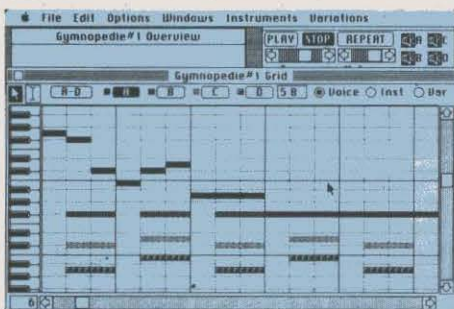 File Edit Options Windows Instruments Variations
Gymnopedie#1 Overview
PLAY STOP REPEAT A C
B D
Gymnopedie#1 Grid
A-D A B C D 58 Voice Inst Var
6